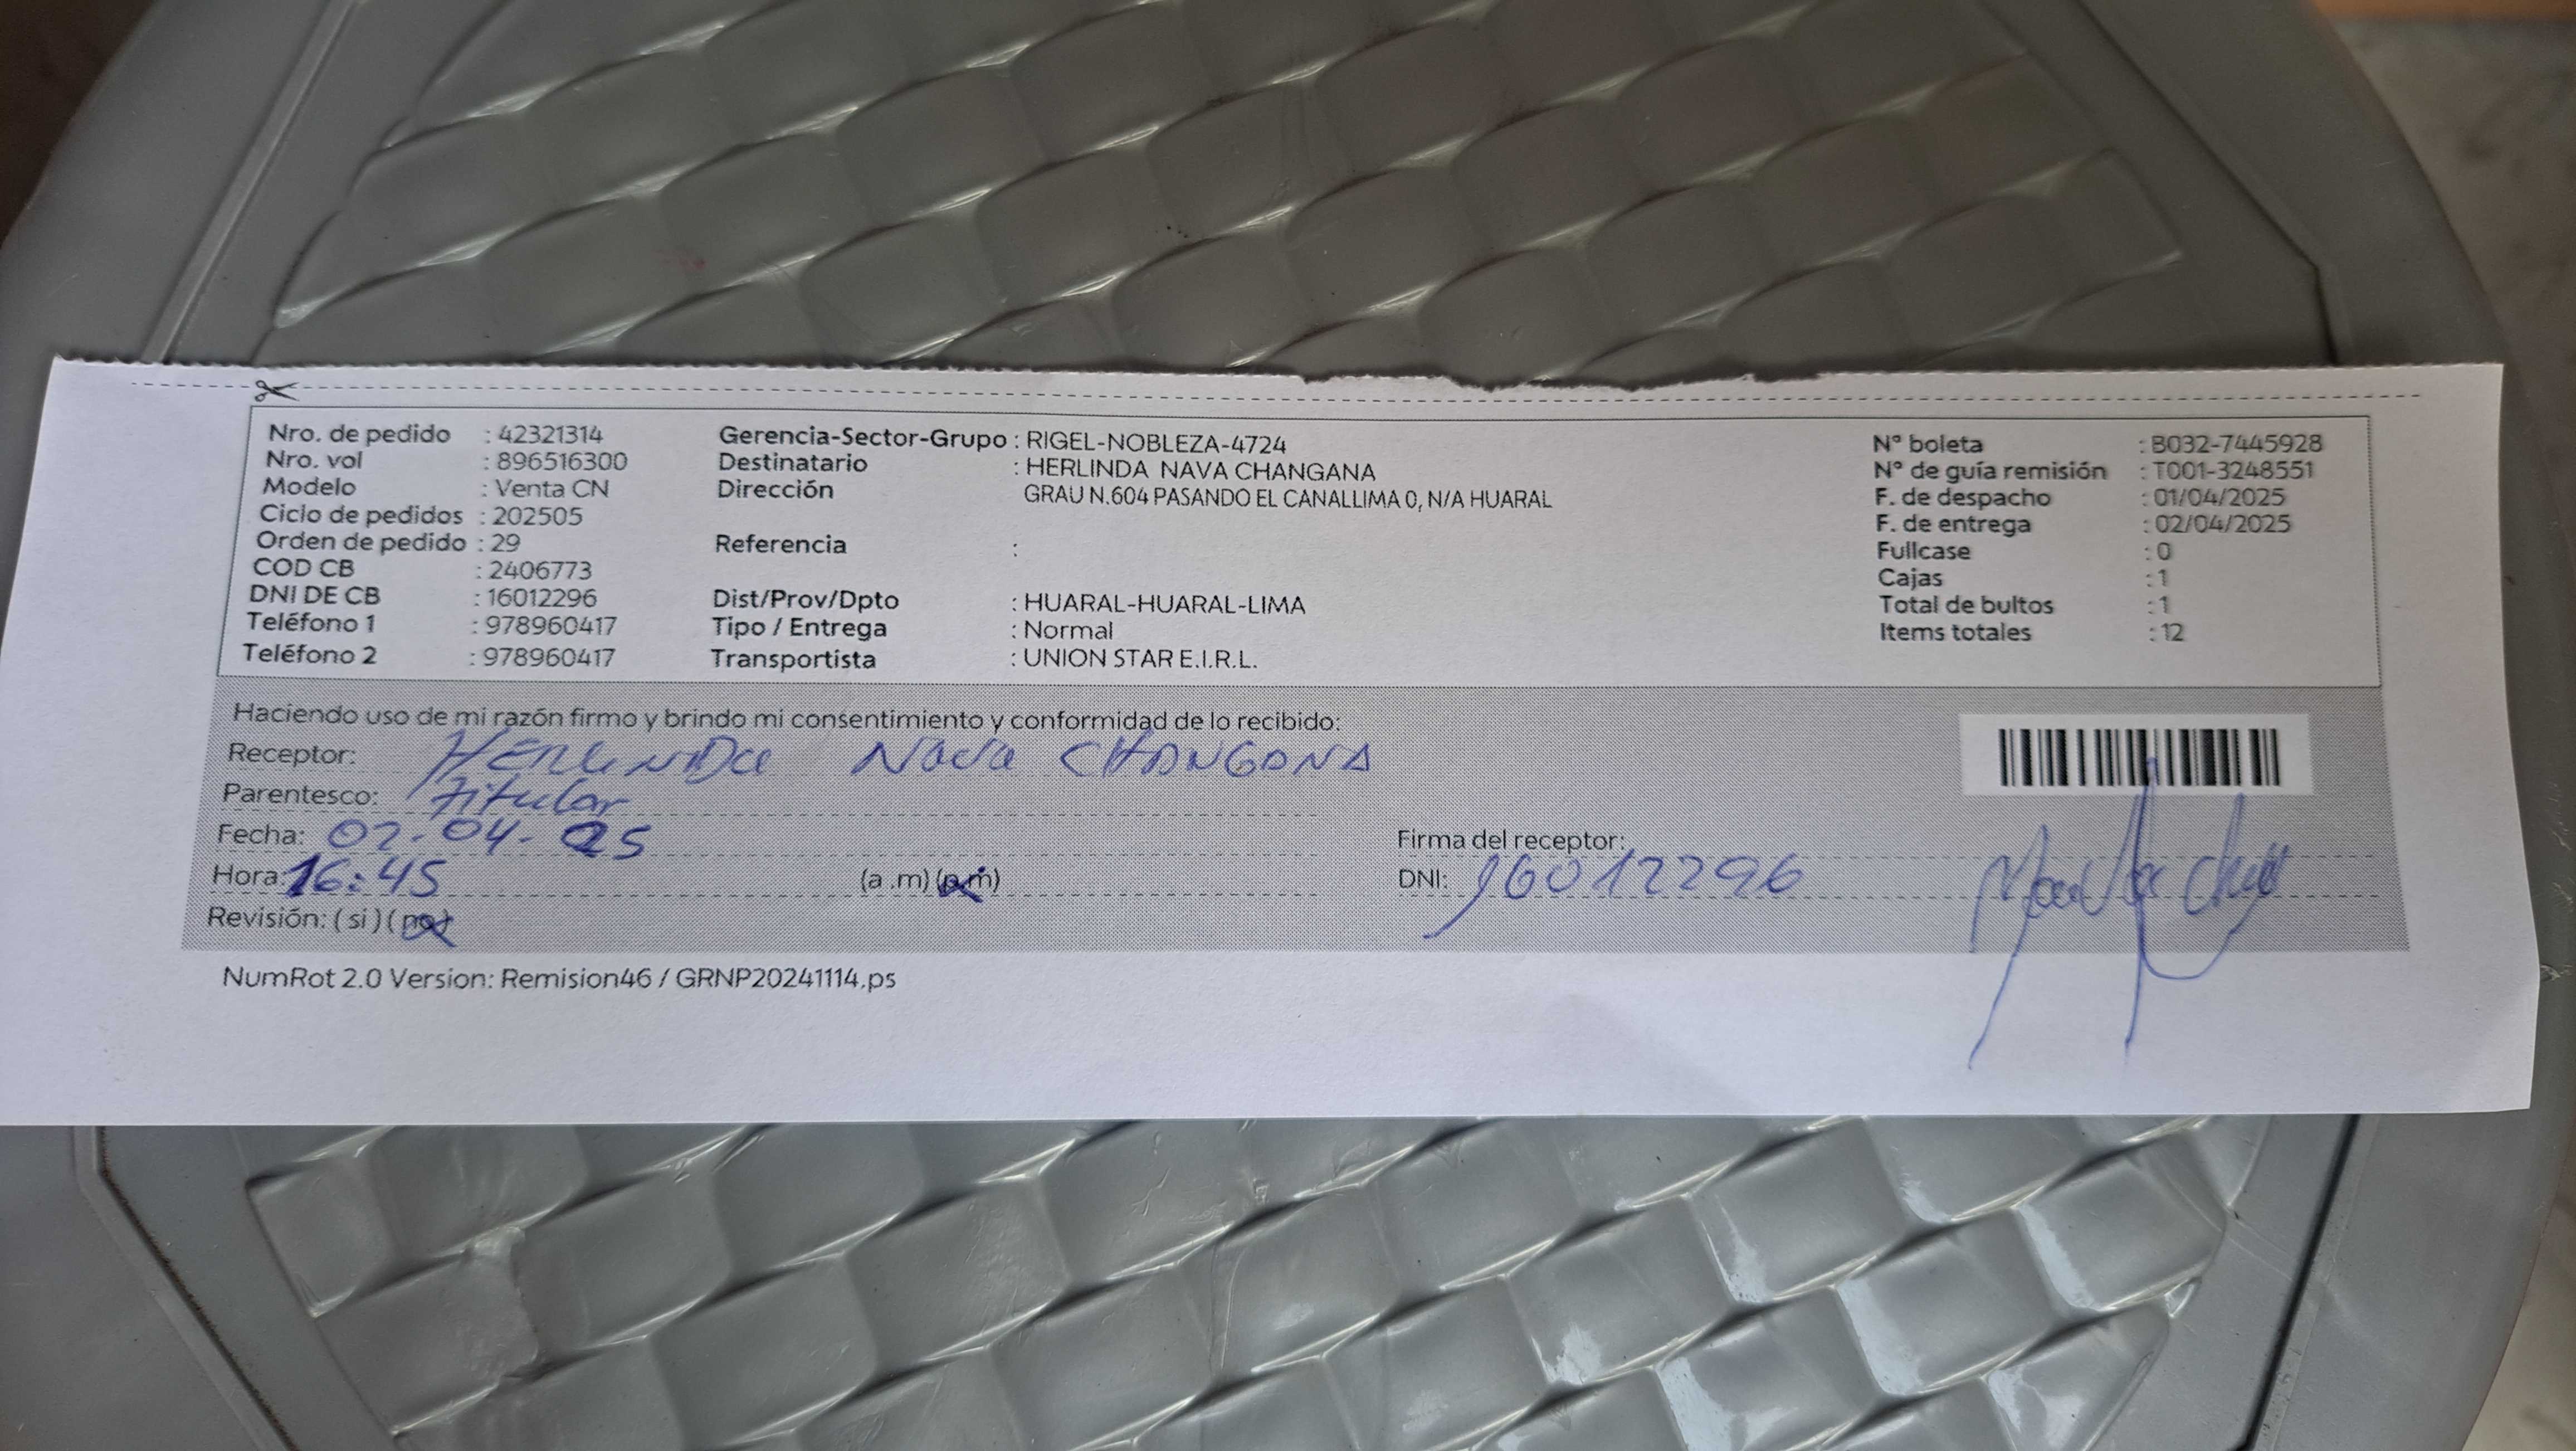 Nro. de pedido : 42321314
Nro. vol : 896516300
Modelo : Venta CN
Ciclo de pedidos : 202505
Orden de pedido : 29
COD CB : 2406773
DNI DE CB : 16012296
Teléfono 1 : 978960417
Teléfono 2 : 978960417
Gerencia-Sector-Grupo : RIGEL-NOBLEZA-4724
Destinatario : HERLINDA NAVA CHANGANA
Dirección GRAU N.604 PASANDO EL CANALLIMA 0, N/A HUARAL
Referencia :
Dist/Prov/Dpto : HUARAL-HUARAL-LIMA
Tipo / Entrega : Normal
Transportista : UNION STAR E.I.R.L.
Nº boleta : B032-7445928
Nº de guía remisión : T001-3248551
F. de despacho : 01/04/2025
F. de entrega : 02/04/2025
Fullcase : 0
Cajas : 1
Total de bultos : 1
Items totales : 12
Haciendo uso de mi razón firmo y brindo mi consentimiento y conformidad de lo recibido:
Receptor: HERLINDA NAVA CHANGANA
Parentesco: titular
Fecha: 02-04-25
Hora: 16:45 (a .m) (p.m)
Revisión: ( si ) ( no )
Firma del receptor:
DNI: 16012296
NumRot 2.0 Version: Remision46 / GRNP20241114.ps